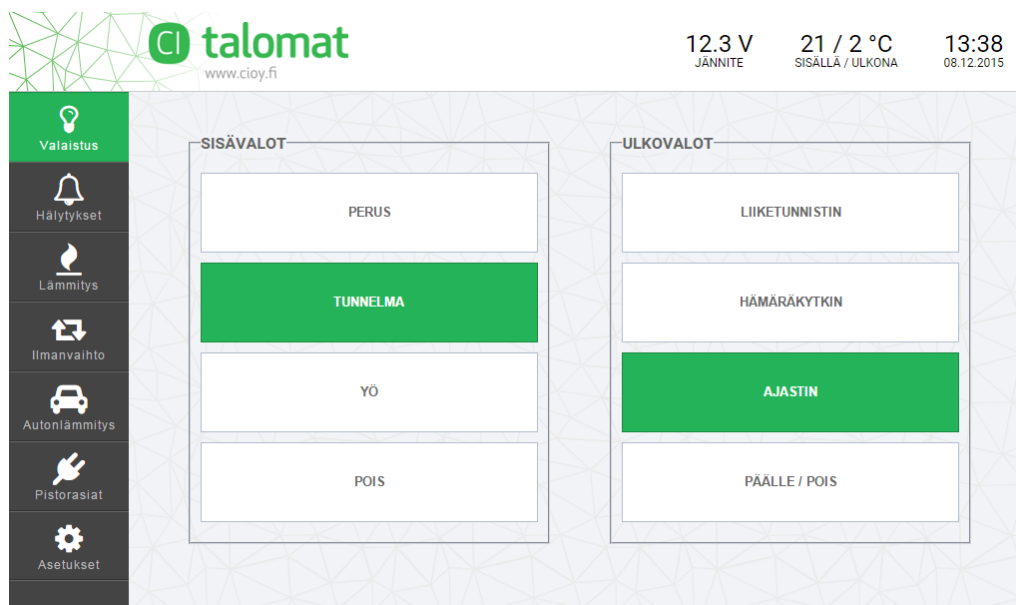 CI talomat
www.cioy.fi
12.3 V
JÄNNITE
21 / 2 °C
SISÄLLÄ / ULKONA
13:38
08.12.2015
Valaistus
Hälytykset
Lämmitys
Ilmanvaihto
Autonlämmitys
Pistorasiat
Asetukset
SISÄVALOT
PERUS
TUNNELMA
YÖ
POIS
ULKOVALOT
LIIKETUNNISTIN
HÄMÄRÄKYTKIN
AJASTIN
PÄÄLLE / POIS